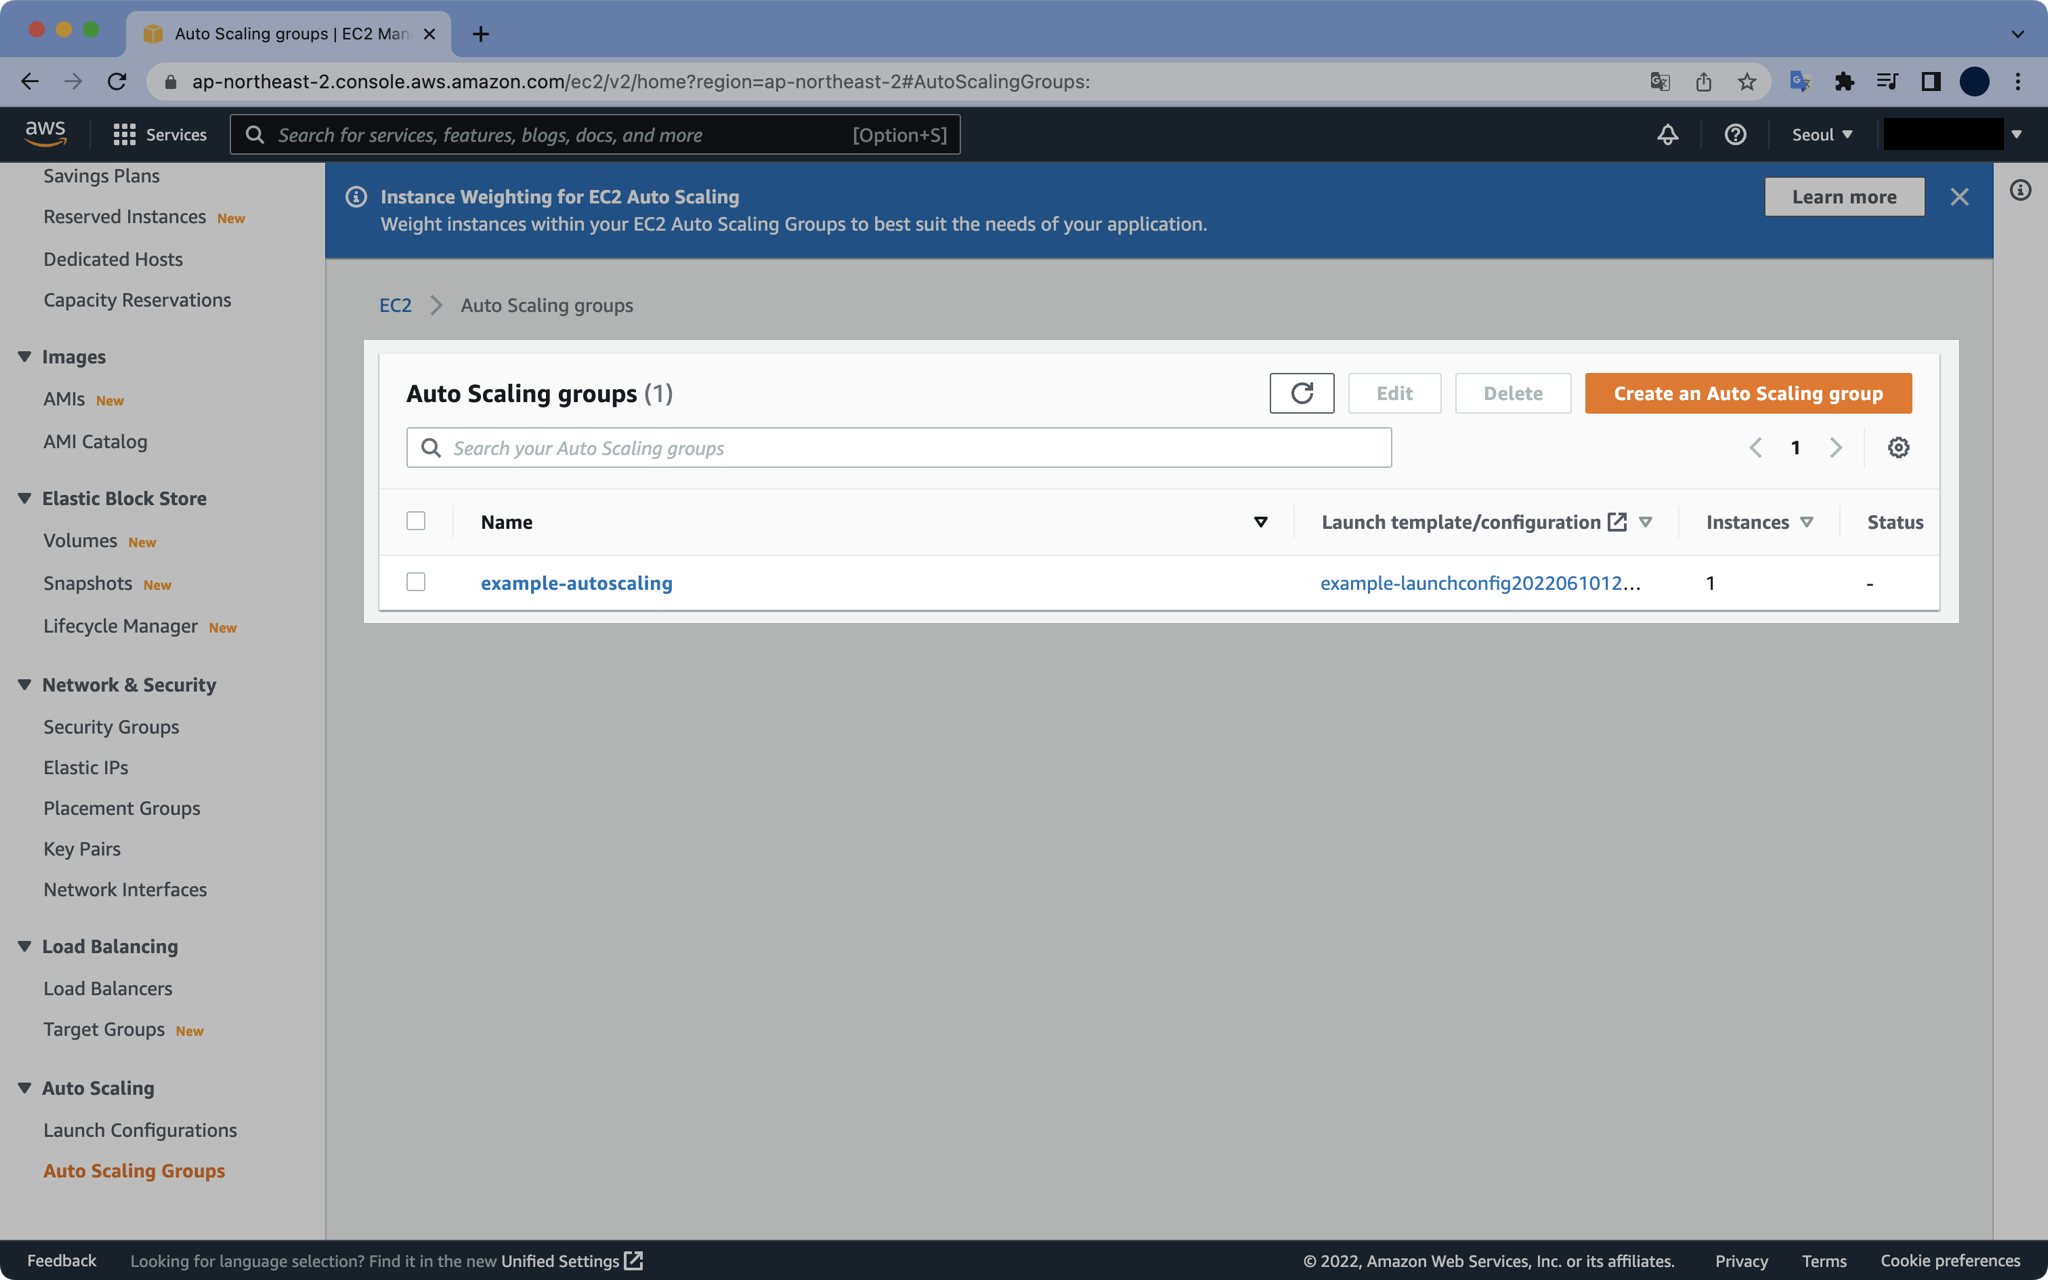 Auto Scaling groups | EC2 Man
ap-northeast-2.console.aws.amazon.com/ec2/v2/home?region=ap-northeast-2#AutoScalingGroups:
aws
Services
Search for services, features, blogs, docs, and more [Option+S]
Seoul
Savings Plans
Reserved Instances New
Dedicated Hosts
Capacity Reservations
Images
AMIs New
AMI Catalog
Elastic Block Store
Volumes New
Snapshots New
Lifecycle Manager New
Network & Security
Security Groups
Elastic IPs
Placement Groups
Key Pairs
Network Interfaces
Load Balancing
Load Balancers
Target Groups New
Auto Scaling
Launch Configurations
Auto Scaling Groups
Instance Weighting for EC2 Auto Scaling
Weight instances within your EC2 Auto Scaling Groups to best suit the needs of your application.
Learn more
EC2 Auto Scaling groups
Auto Scaling groups (1)
Edit
Delete
Create an Auto Scaling group
Search your Auto Scaling groups
1
Name Launch template/configuration Instances Status
example-autoscaling example-launchconfig2022061012... 1 -
Feedback
Looking for language selection? Find it in the new Unified Settings
© 2022, Amazon Web Services, Inc. or its affiliates.
Privacy
Terms
Cookie preferences